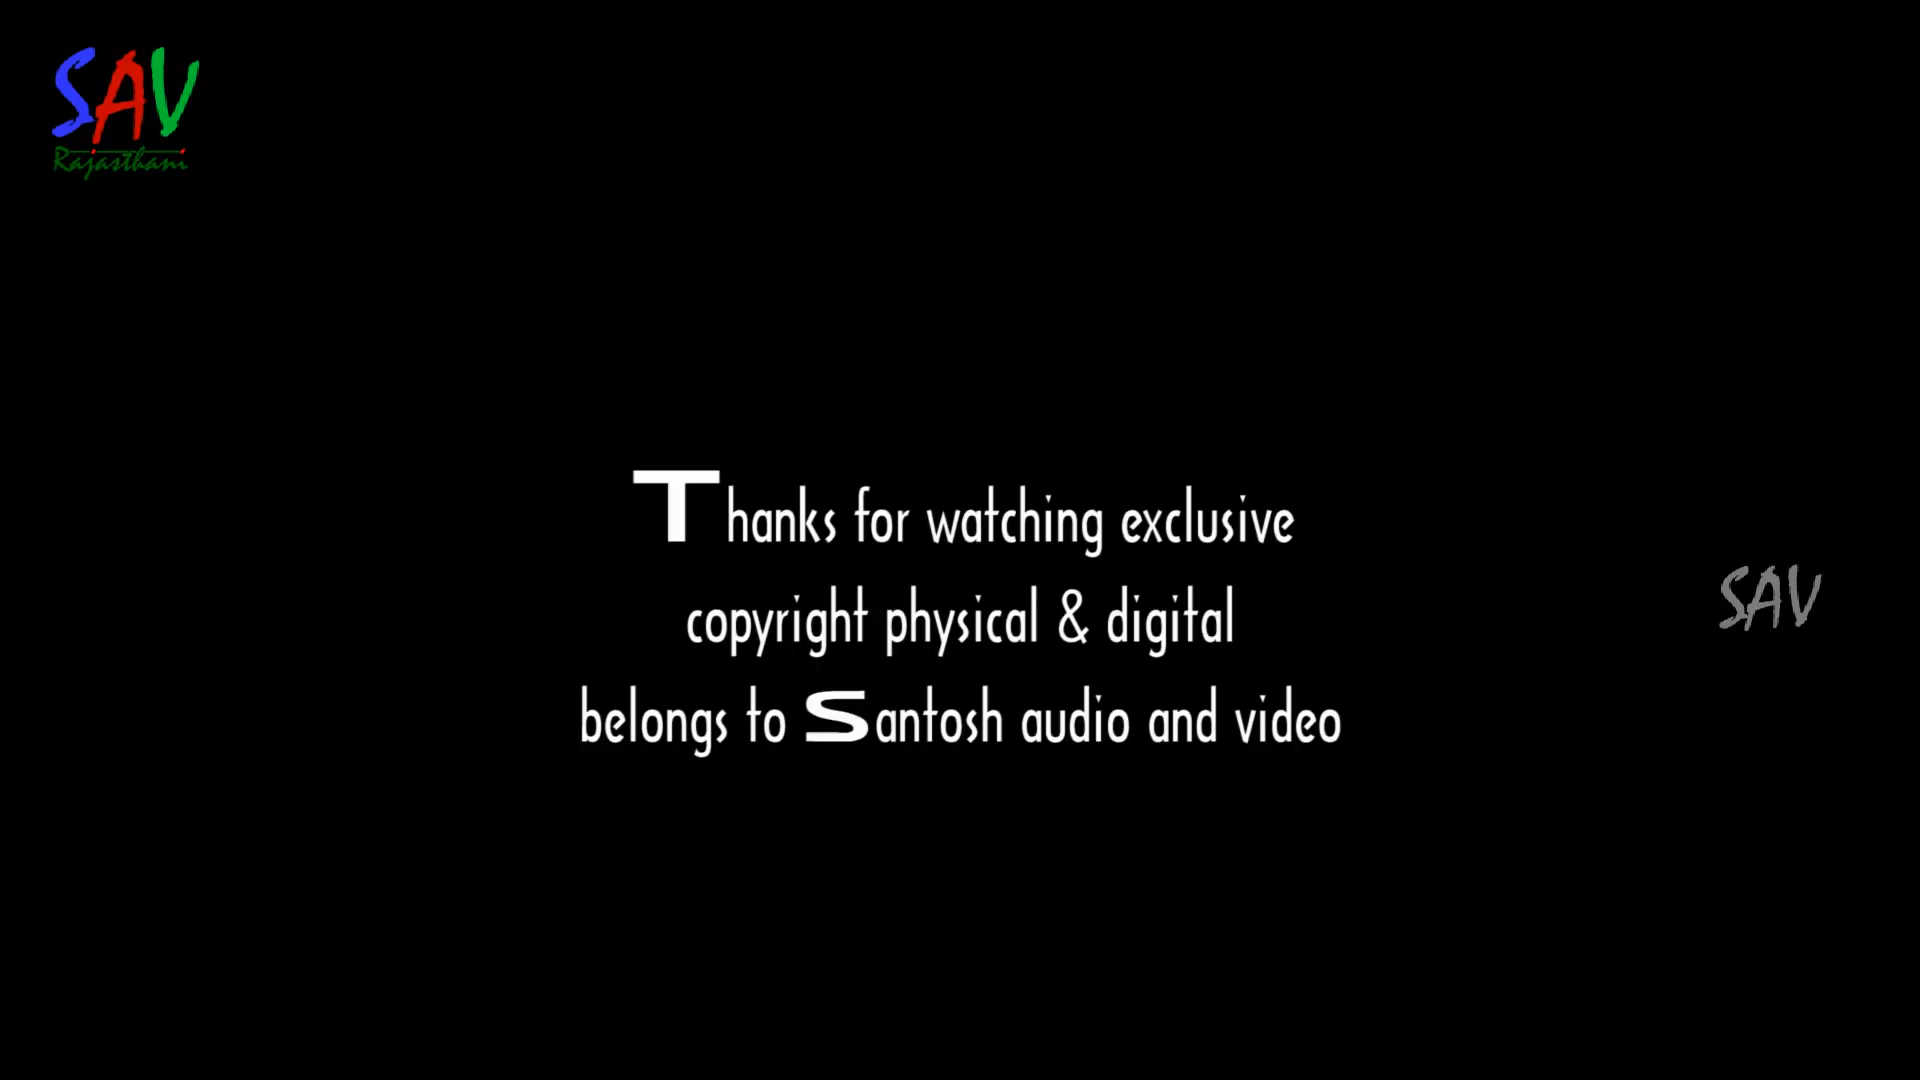 SAV
Rajasthani
Thanks for watching exclusive
copyright physical & digital
SAV
belongs to Santosh audio and video